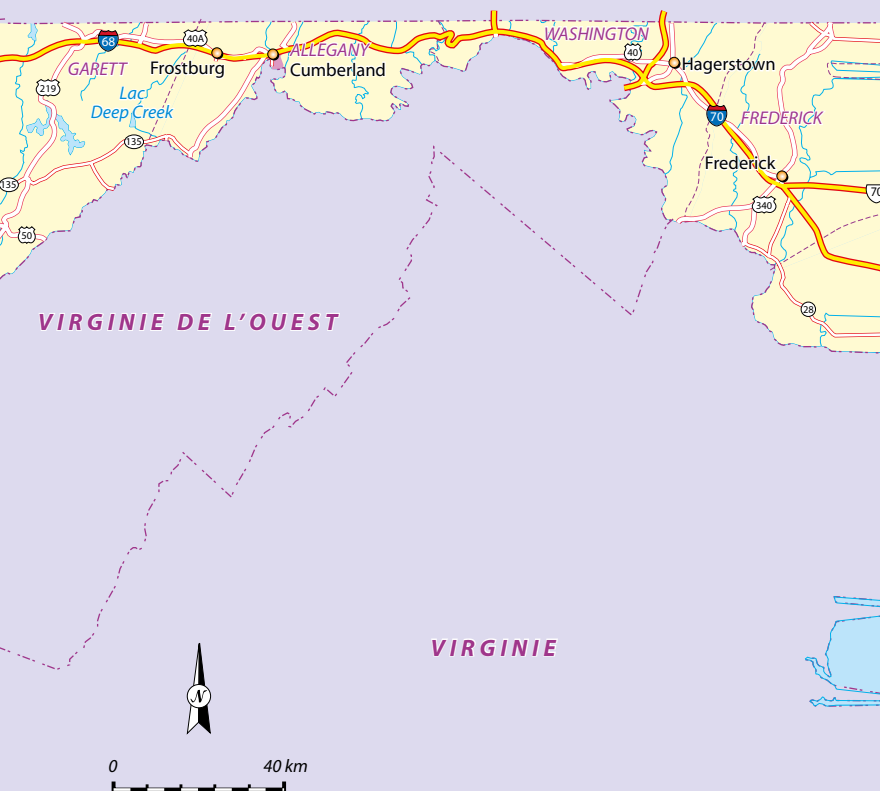 WASHINGTON
68
40A
ALLEGANY
40
GARETT
Frostburg
Cumberland
Hagerstown
219
Lac
Deep Creek
70
FREDERICK
135
Frederick
135
70
340
50
28
VIRGINIE DE L’OUEST
VIRGINIE
N
0
40 km